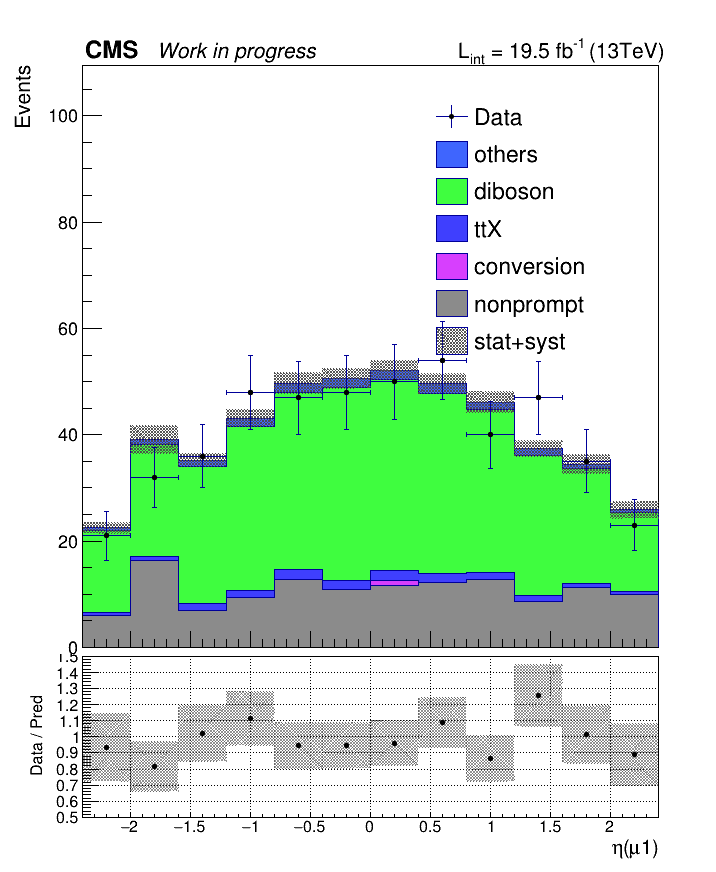 CMS Work in progress L_int = 19.5 fb⁻¹ (13TeV)
Events
100
80
60
40
20
0
Data
others
diboson
ttX
conversion
nonprompt
stat+syst
Data / Pred
1.5
1.4
1.3
1.2
1.1
1
0.9
0.8
0.7
0.6
0.5
−2 −1.5 −1 −0.5 0 0.5 1 1.5 2
η(μ1)